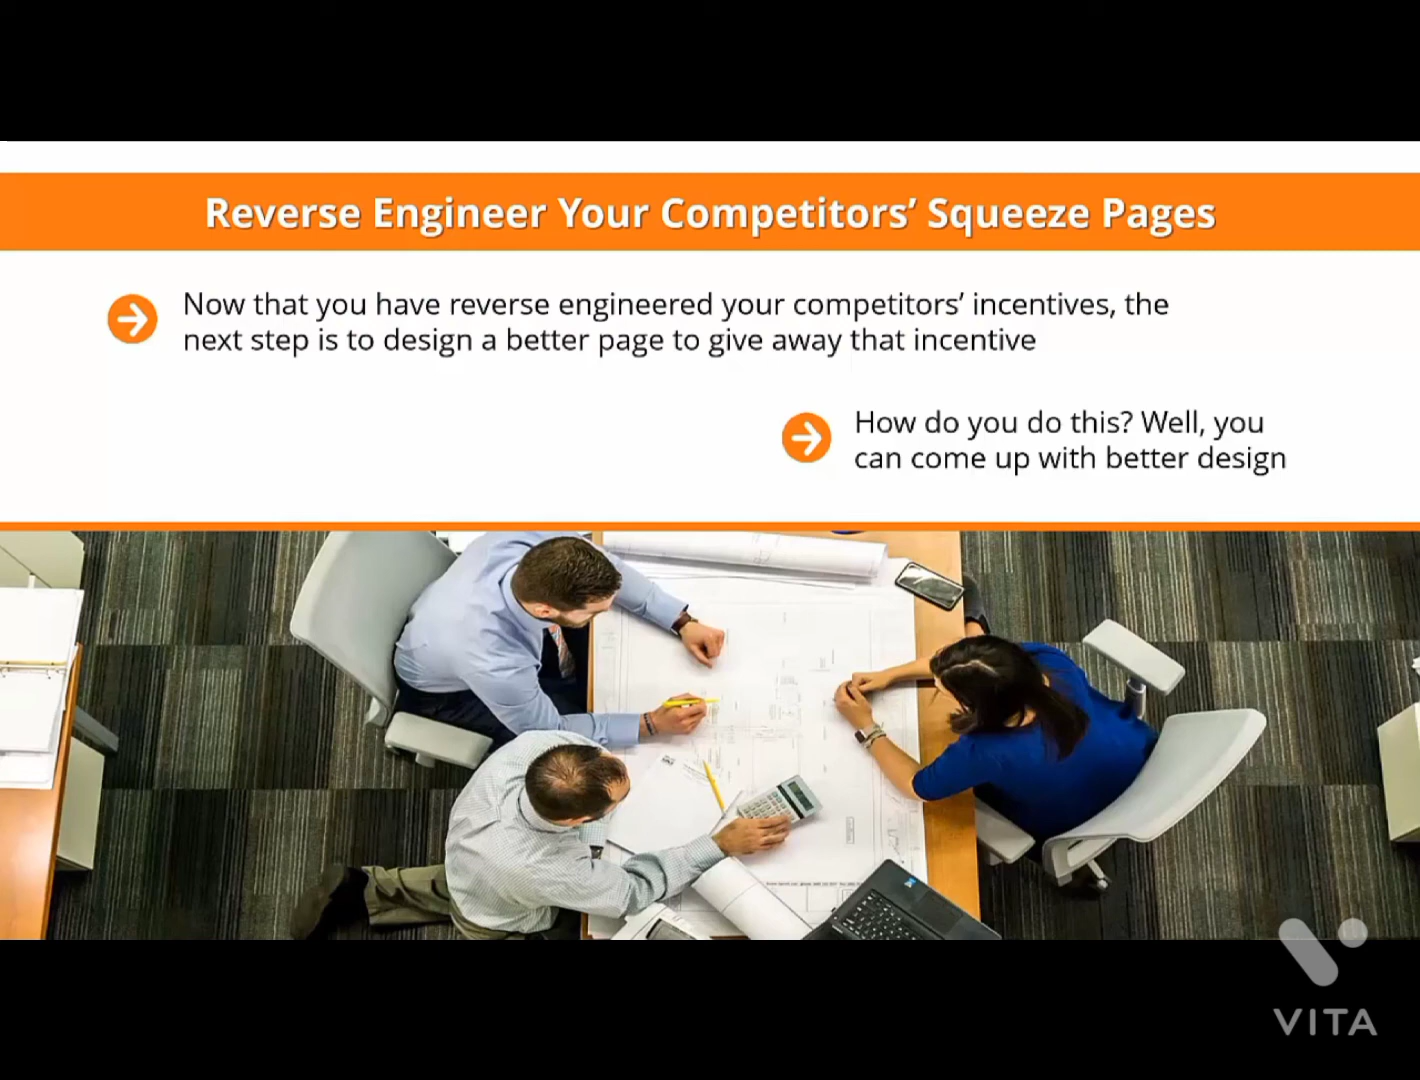 Reverse Engineer Your Competitors’ Squeeze Pages
Now that you have reverse engineered your competitors’ incentives, the
next step is to design a better page to give away that incentive
How do you do this? Well, you
can come up with better design
VITA